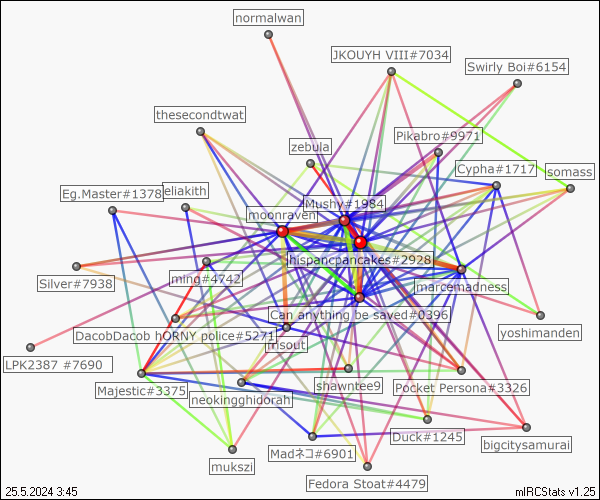 normalwan
JKOUYH VIII#7034
Swirly Boi#6154
thesecondtwat
Pikabro#9971
zebula
Cypha#1717
somass
Eg.Master#1378
eliakith
Mushy#1984
moonraven
hispancpancakes#2928
Silver#7938
ming#4742
marcemadness
Can anything be saved#0396
DacobDacob hORNY police#5271
msout
yoshimanden
LPK2387 #7690
Majestic#3375
neokingghidorah
shawntee9
Pocket Persona#3326
Duck#1245
bigcitysamurai
Madネコ#6901
mukszi
Fedora Stoat#4479
25.5.2024 3:45
mIRCStats v1.25